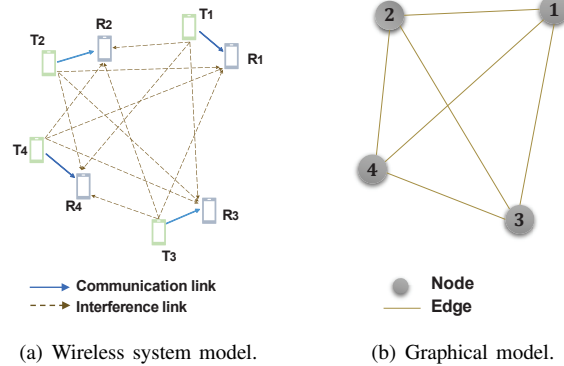 T1
R2
T2
R1
T4
R4
R3
T3
Communication link
Interference link
(a) Wireless system model.
1
2
4
3
Node
Edge
(b) Graphical model.